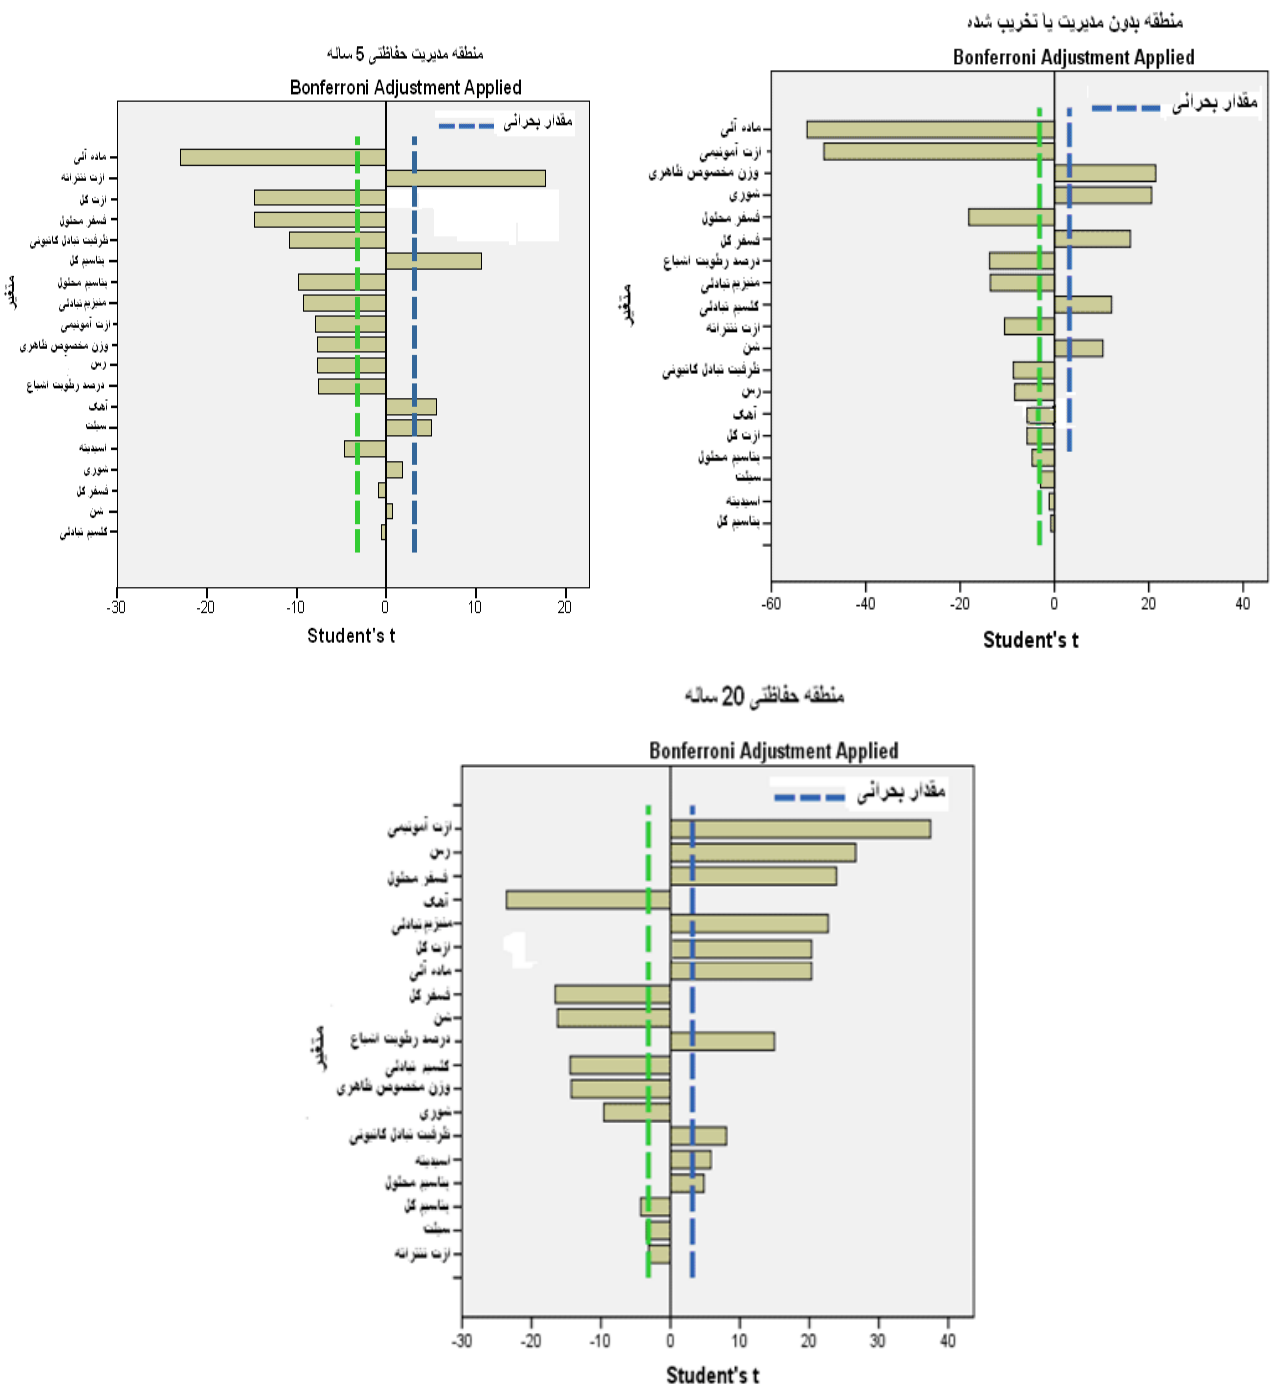 منطقه مدیریت حفاظتی 5 ساله
Bonferroni Adjustment Applied
مقدار بحرانی
متغیر
ماده آلی
ازت نیتراته
ازت کل
فسفر محلول
ظرفیت تبادل کاتیونی
پتاسیم کل
پتاسیم محلول
منیزیم تبادلی
ازت آمونیمی
وزن مخصوص ظاهری
رس
درصد رطوبت اشباع
آهک
سیلت
اسیدیته
شوری
فسفر کل
شن
کلسیم تبادلی
-30 -20 -10 0 10 20
Student's t
منطقه بدون مدیریت یا تخریب شده
Bonferroni Adjustment Applied
مقدار بحرانی
متغیر
ماده آلی
ازت آمونیمی
وزن مخصوص ظاهری
شوری
فسفر محلول
فسفر کل
درصد رطوبت اشباع
منیزیم تبادلی
کلسیم تبادلی
ازت نیتراته
شن
ظرفیت تبادل کاتیونی
رس
آهک
ازت کل
پتاسیم محلول
سیلت
اسیدیته
پتاسیم کل
-60 -40 -20 0 20 40
Student's t
منطقه حفاظتی 20 ساله
Bonferroni Adjustment Applied
مقدار بحرانی
متغیر
ازت آمونیمی
رس
فسفر محلول
آهک
منیزیم تبادلی
ازت کل
ماده آلی
فسفر کل
شن
درصد رطوبت اشباع
کلسیم تبادلی
وزن مخصوص ظاهری
شوری
ظرفیت تبادل کاتیونی
اسیدیته
پتاسیم محلول
پتاسیم کل
سیلت
ازت نیتراته
-30 -20 -10 0 10 20 30 40
Student's t